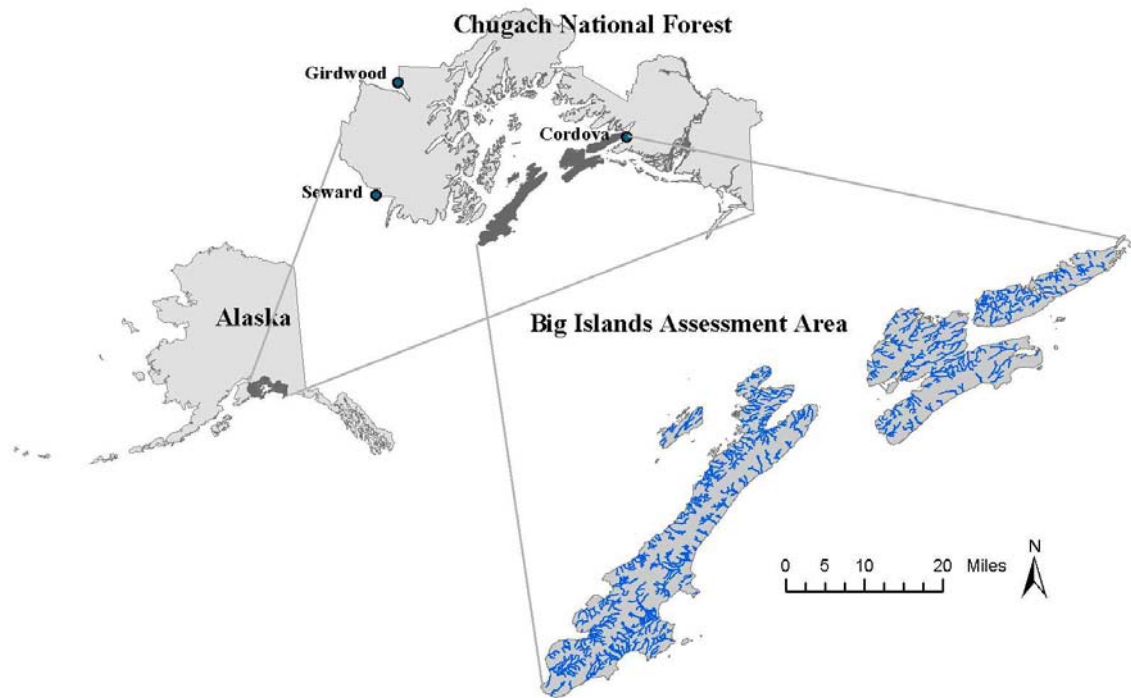 Chugach National Forest
Girdwood
Cordova
Seward
Alaska
Big Islands Assessment Area
N
0 5 10 20 Miles